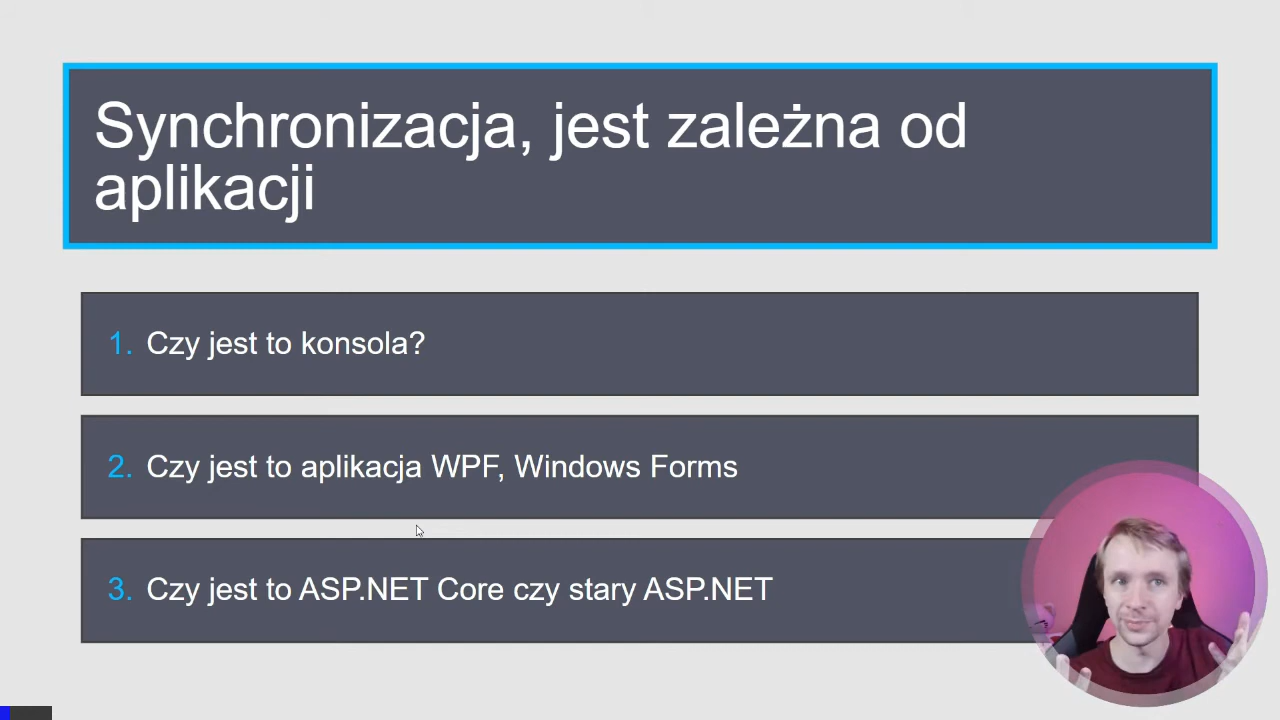 Synchronizacja, jest zależna od
aplikacji
1. Czy jest to konsola?
2. Czy jest to aplikacja WPF, Windows Forms
3. Czy jest to ASP.NET Core czy stary ASP.NET